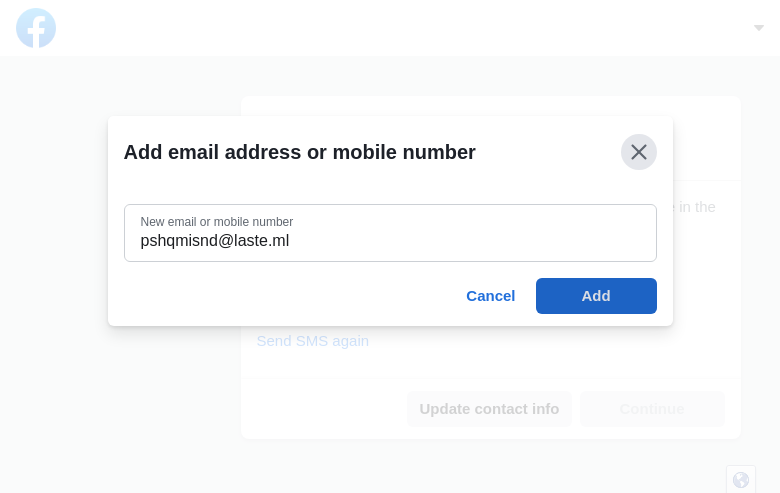 Add email address or mobile number
e in the
New email or mobile number
pshqmisnd@laste.ml
Cancel
Add
Send SMS again
Update contact info
Continue